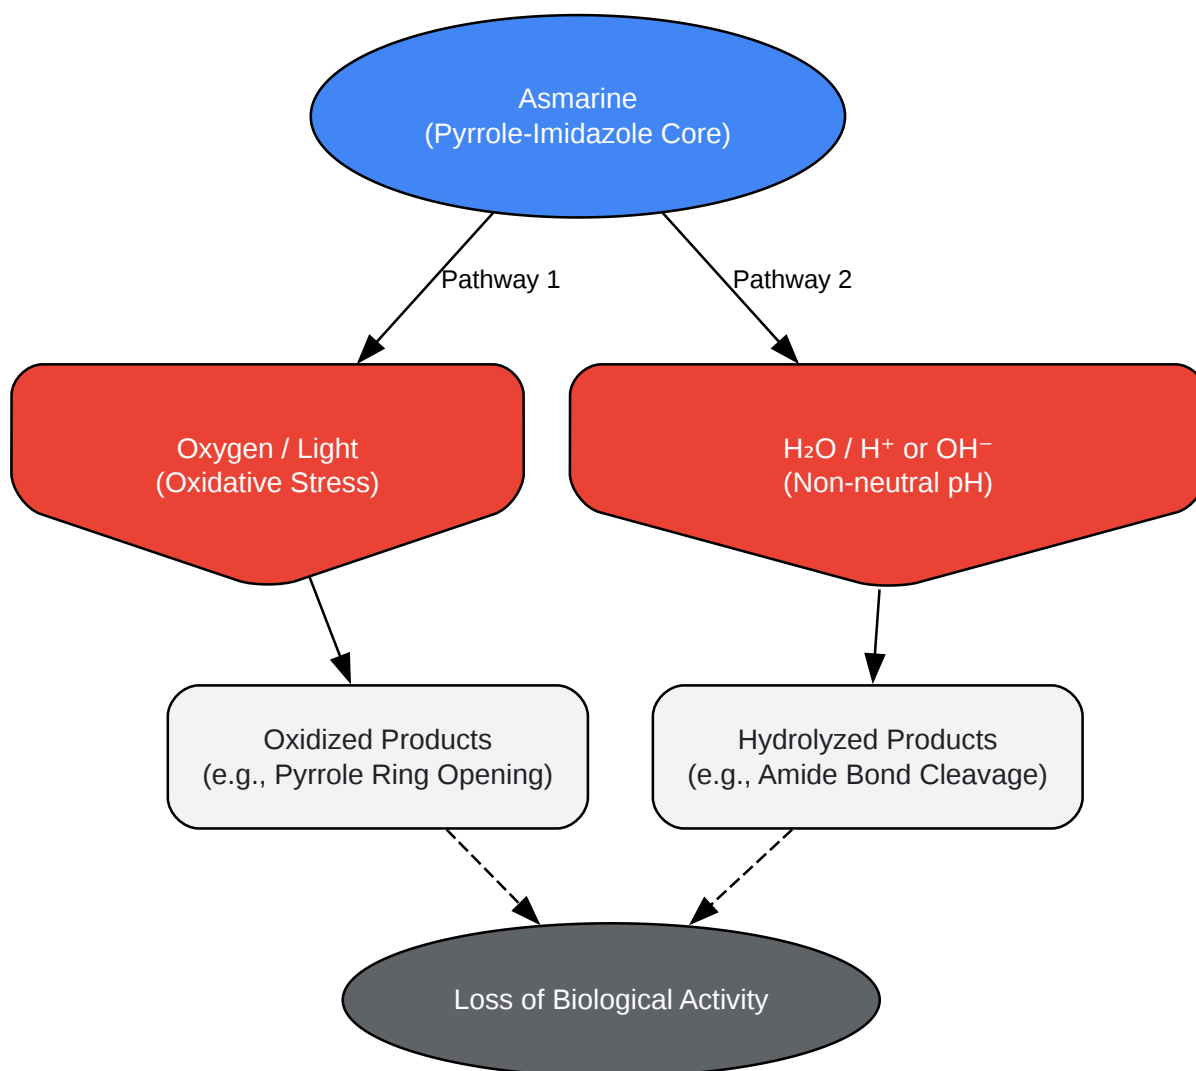 Asmarine
(Pyrrole-Imidazole Core)
Pathway 1
Pathway 2
Oxygen / Light
(Oxidative Stress)
H₂O / H⁺ or OH⁻
(Non-neutral pH)
Oxidized Products
(e.g., Pyrrole Ring Opening)
Hydrolyzed Products
(e.g., Amide Bond Cleavage)
Loss of Biological Activity